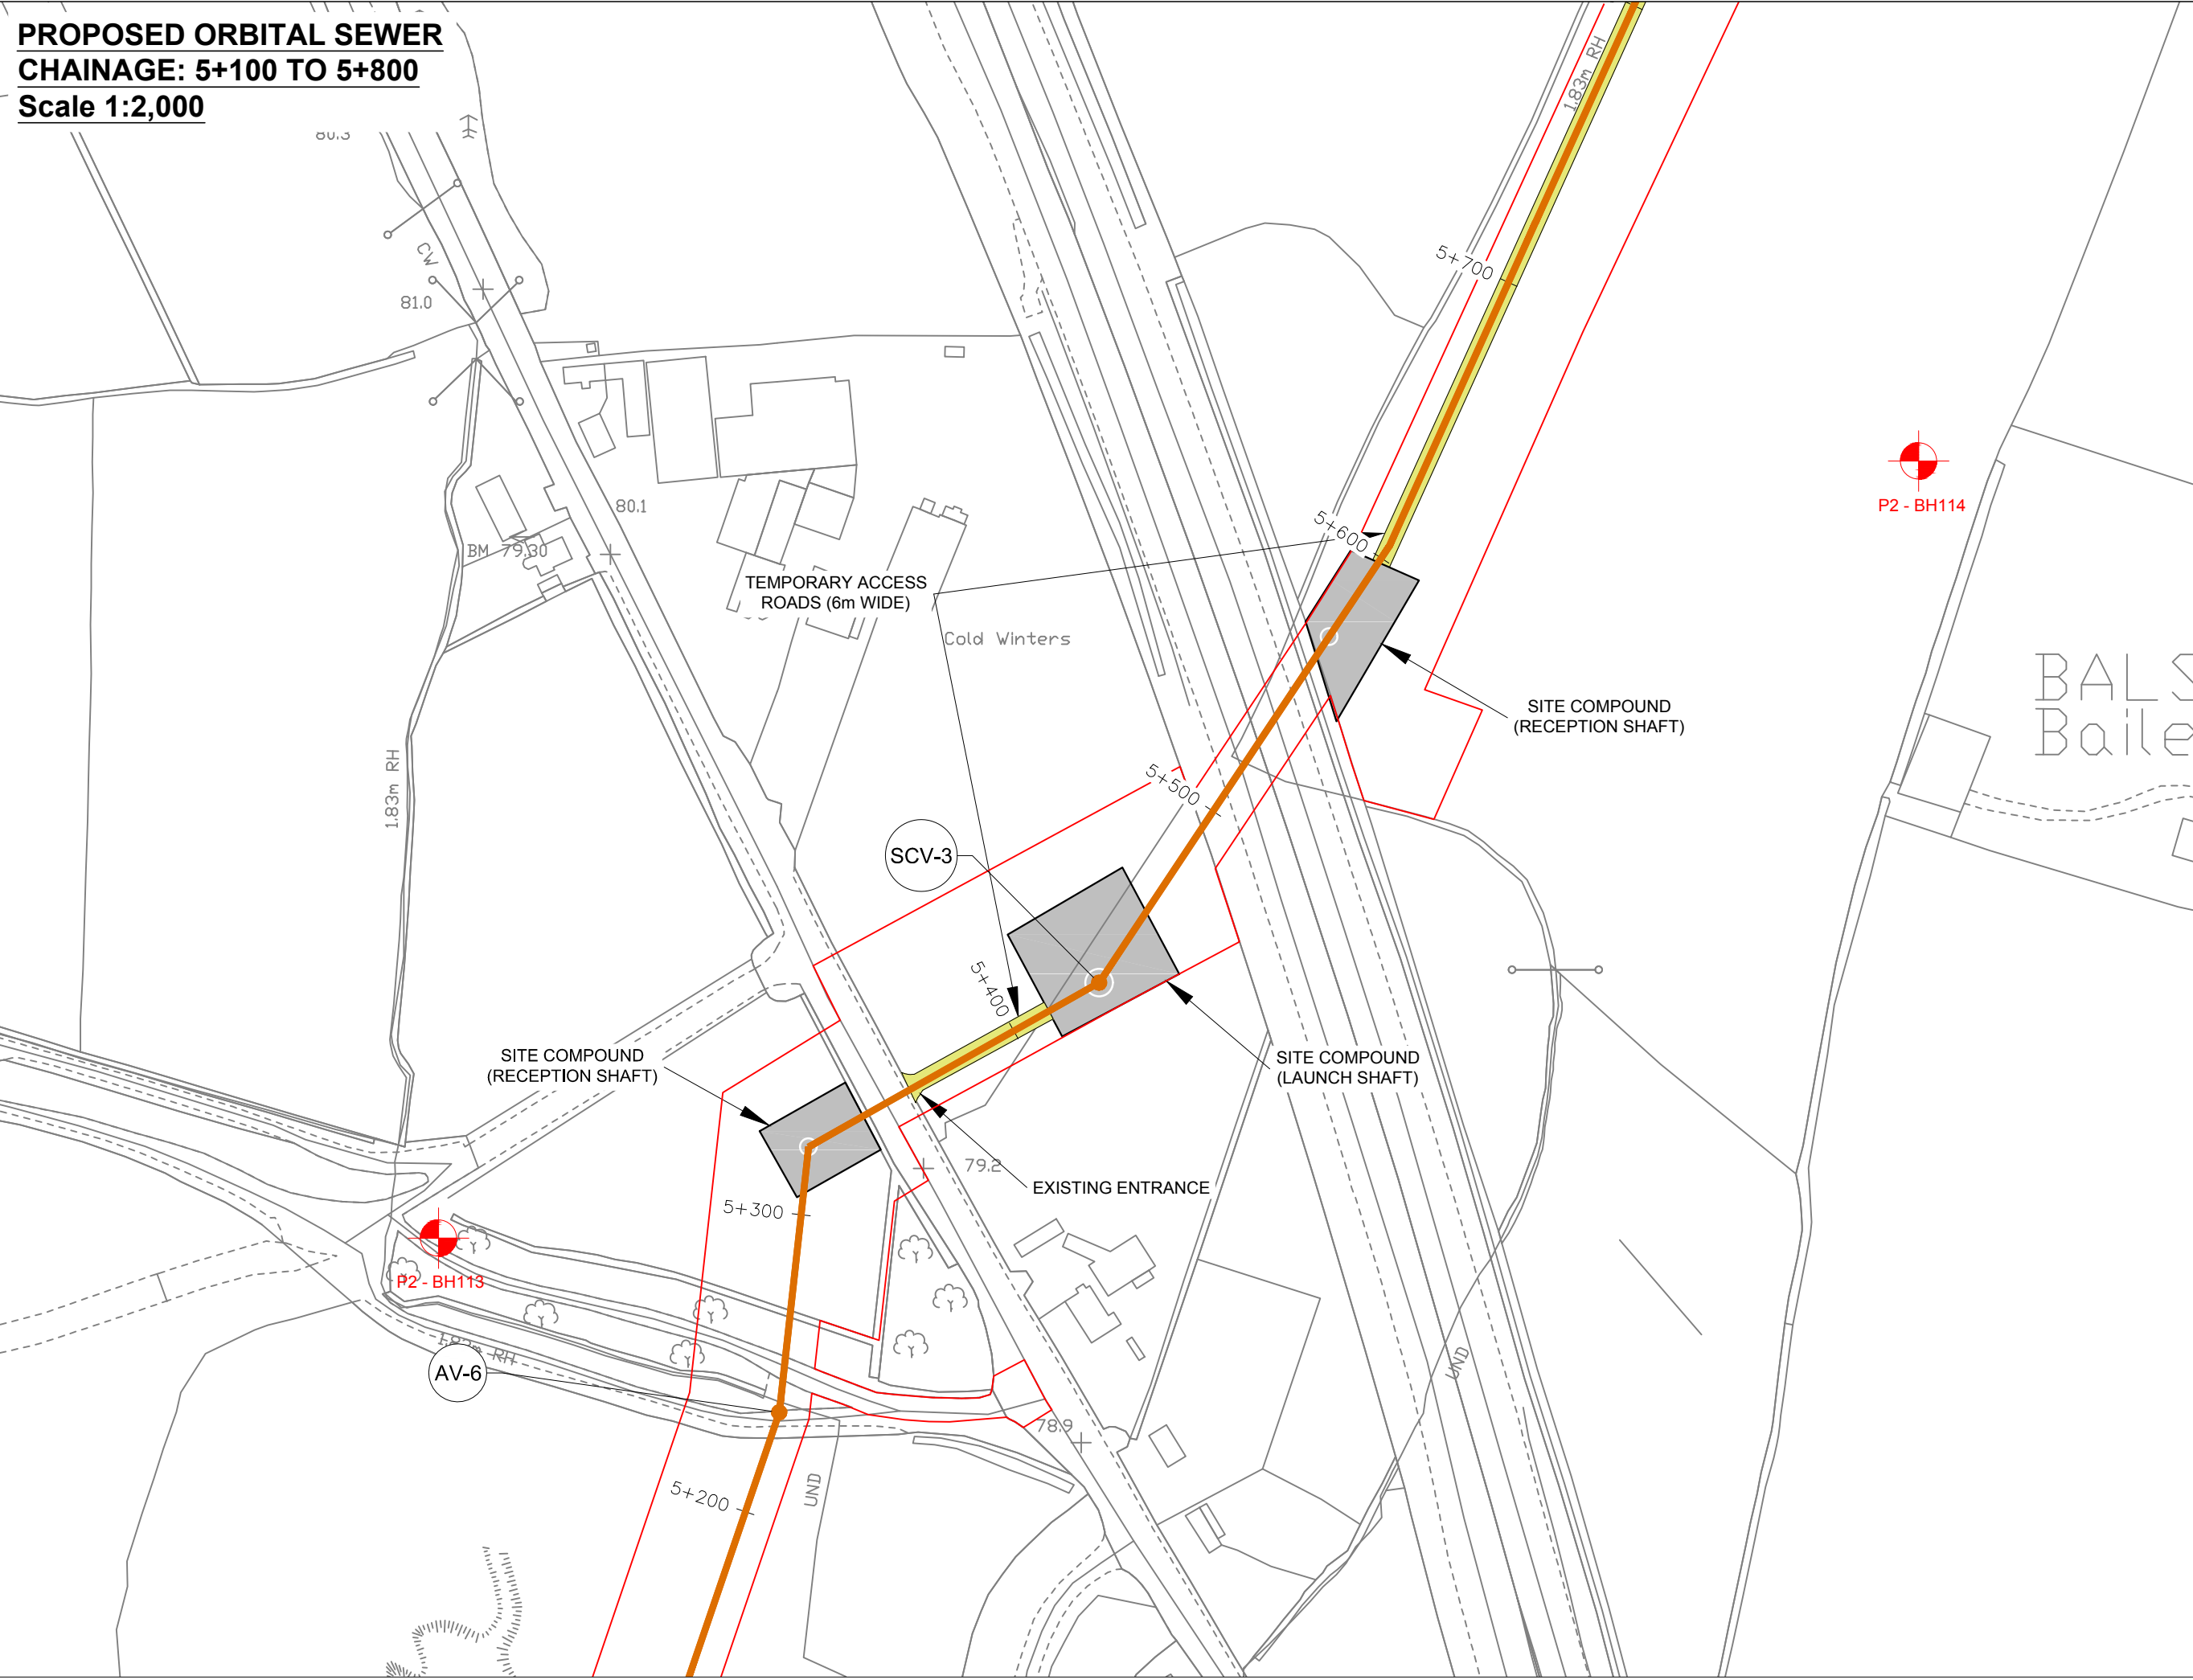 PROPOSED ORBITAL SEWER
CHAINAGE: 5+100 TO 5+800
Scale 1:2,000
80.3
1.83m RH
CW
81.0
5+700
80.1
BM 79.30
P2 - BH114
5+600
TEMPORARY ACCESS
ROADS (6m WIDE)
Cold Winters
BALS
Baile
SITE COMPOUND
(RECEPTION SHAFT)
1.83m RH
5+500
SCV-3
5+400
SITE COMPOUND
(RECEPTION SHAFT)
SITE COMPOUND
(LAUNCH SHAFT)
79.2
EXISTING ENTRANCE
5+300
P2 - BH113
RH
AV-6
UND
78.9
UND
5+200